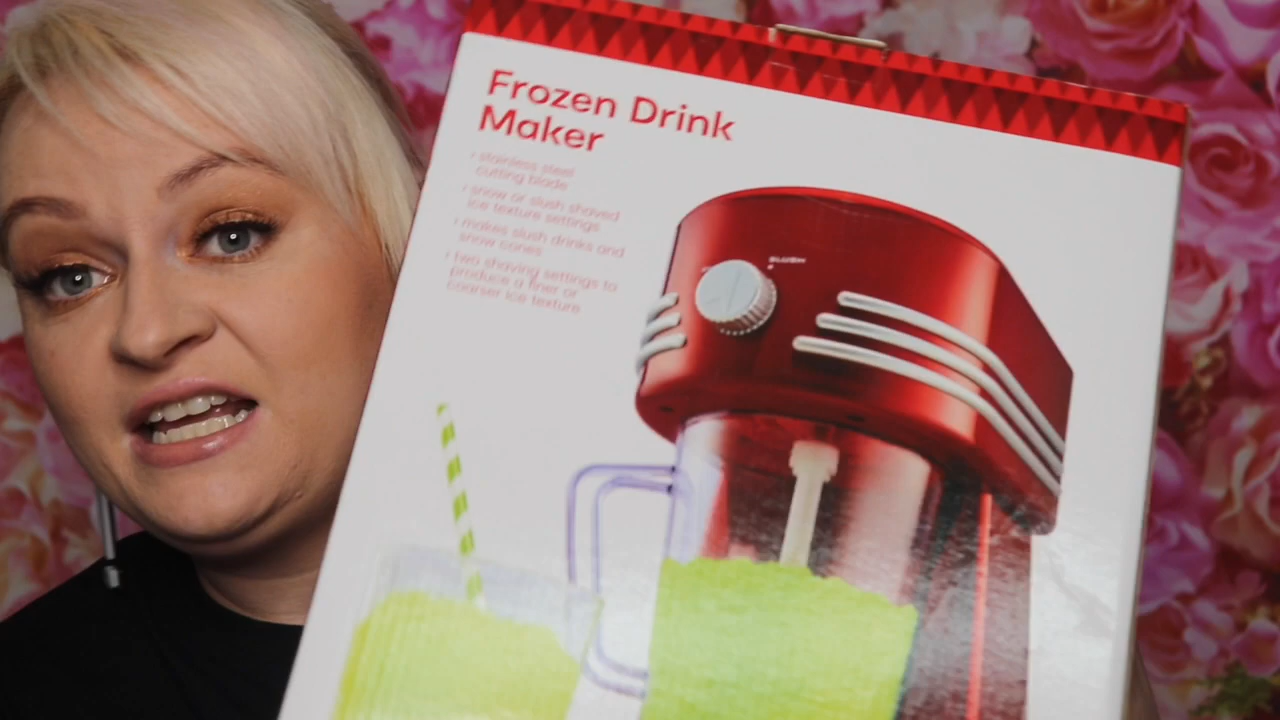 Frozen Drink
Maker
• stainless steel
cutting blade
• snow or slush shaved
ice texture settings
• makes slush drinks and
snow cones
• two shaving settings to
produce a finer or
coarser ice texture
SLUSH